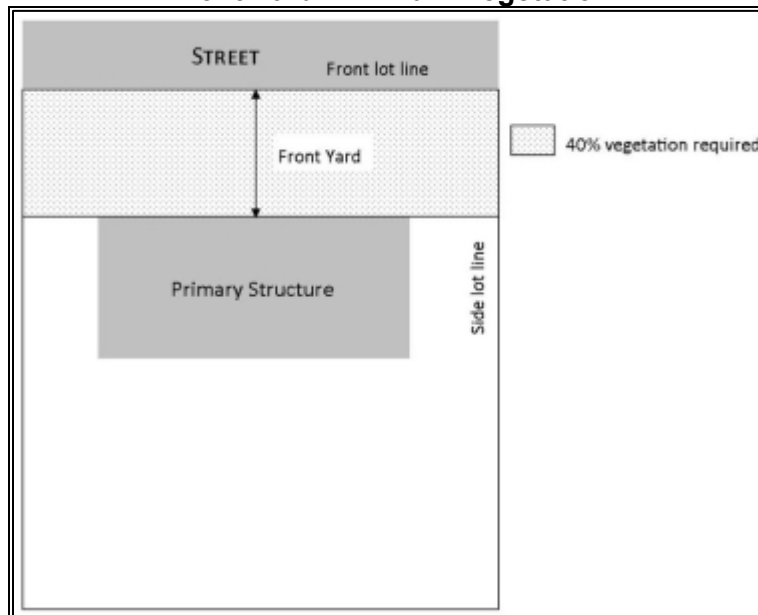 STREET
Front lot line
Front Yard
40% vegetation required
Primary Structure
Side lot line